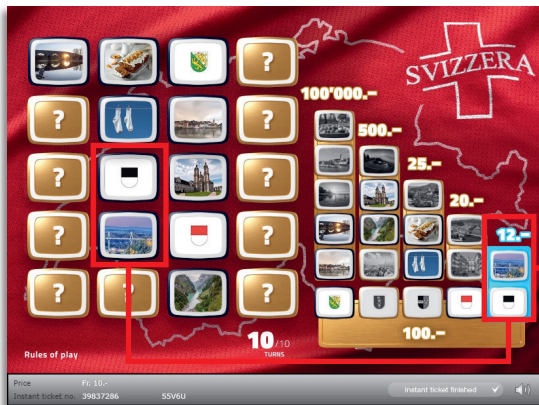 SVIZZERA
? 
100'000.-
? ?
500.-
? ?
25.-
20.-
? ?
12.-
? ? ?
100.-
10/10
TURNS
Rules of play
Price Fr. 10.-
Instant ticket no. 39837286 S5V6U
Instant ticket finished